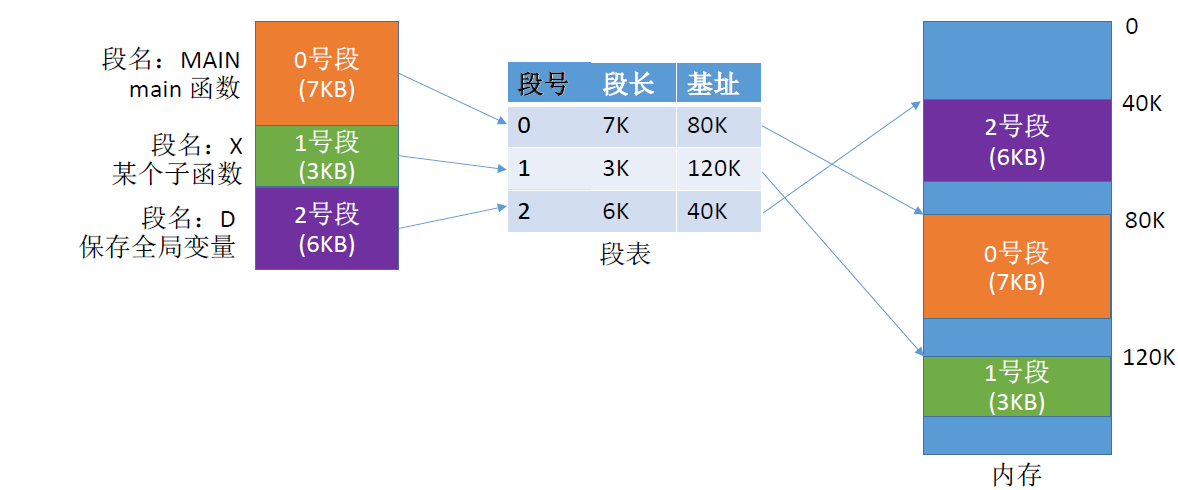 段名：MAIN
main 函数
0号段
(7KB)
段名：X
某个子函数
1号段
(3KB)
段名：D
保存全局变量
2号段
(6KB)
段号 段长 基址
0 7K 80K
1 3K 120K
2 6K 40K
段表
0
40K
2号段
(6KB)
80K
0号段
(7KB)
120K
1号段
(3KB)
内存